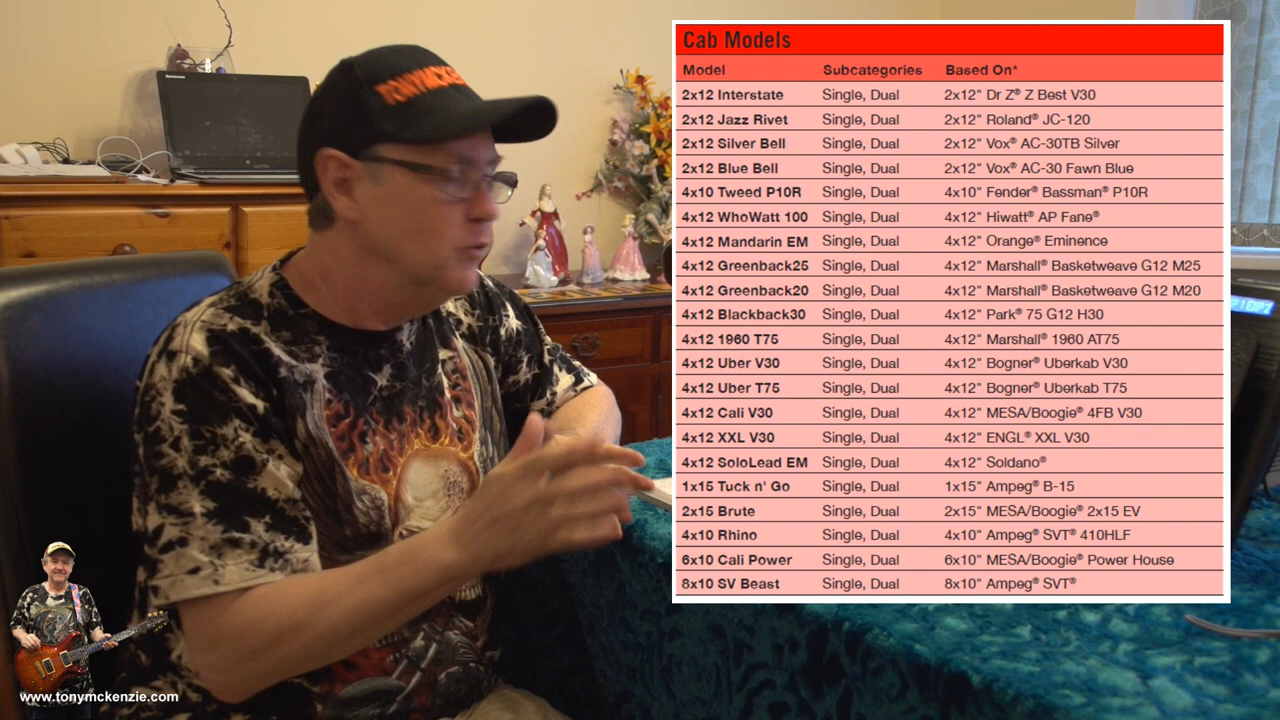 Cab Models
Model Subcategories Based On*
2x12 Interstate Single, Dual 2x12" Dr Z® Z Best V30
2x12 Jazz Rivet Single, Dual 2x12" Roland® JC-120
2x12 Silver Bell Single, Dual 2x12" Vox® AC-30TB Silver
2x12 Blue Bell Single, Dual 2x12" Vox® AC-30 Fawn Blue
4x10 Tweed P10R Single, Dual 4x10" Fender® Bassman® P10R
4x12 WhoWatt 100 Single, Dual 4x12" Hiwatt® AP Fane®
4x12 Mandarin EM Single, Dual 4x12" Orange® Eminence
4x12 Greenback25 Single, Dual 4x12" Marshall® Basketweave G12 M25
4x12 Greenback20 Single, Dual 4x12" Marshall® Basketweave G12 M20
4x12 Blackback30 Single, Dual 4x12" Park® 75 G12 H30
4x12 1960 T75 Single, Dual 4x12" Marshall® 1960 AT75
4x12 Uber V30 Single, Dual 4x12" Bogner® Uberkab V30
4x12 Uber T75 Single, Dual 4x12" Bogner® Uberkab T75
4x12 Cali V30 Single, Dual 4x12" MESA/Boogie® 4FB V30
4x12 XXL V30 Single, Dual 4x12" ENGL® XXL V30
4x12 SoloLead EM Single, Dual 4x12" Soldano®
1x15 Tuck n' Go Single, Dual 1x15" Ampeg® B-15
2x15 Brute Single, Dual 2x15" MESA/Boogie® 2x15 EV
4x10 Rhino Single, Dual 4x10" Ampeg® SVT® 410HLF
6x10 Cali Power Single, Dual 6x10" MESA/Boogie® Power House
8x10 SV Beast Single, Dual 8x10" Ampeg® SVT®
www.tonymckenzie.com